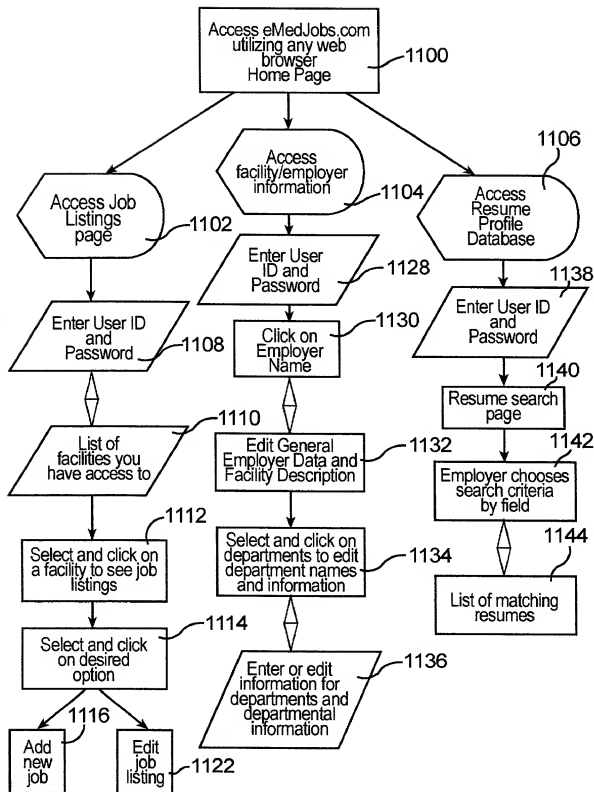 Access eMedJobs.com
utilizing any web
browser
Home Page
1100
Access Job
Listings
page
1102
Enter User ID
and
Password
1108
List of
facilities you
have access to
1110
Select and click on
a facility to see job
listings
1112
Select and click
on desired
option
1114
Add
new
job
1116
Edit
job
listing
1122
Access
facility/employer
information
1104
Enter User
ID and
Password
1128
Click on
Employer
Name
1130
Edit General
Employer Data and
Facility Description
1132
Select and click on
departments to edit
department names
and information
1134
Enter or edit
information for
departments and
departmental
information
1136
Access
Resume
Profile
Database
1106
Enter User ID
and
Password
1138
Resume search
page
1140
Employer chooses
search criteria
by field
1142
List of matching
resumes
1144